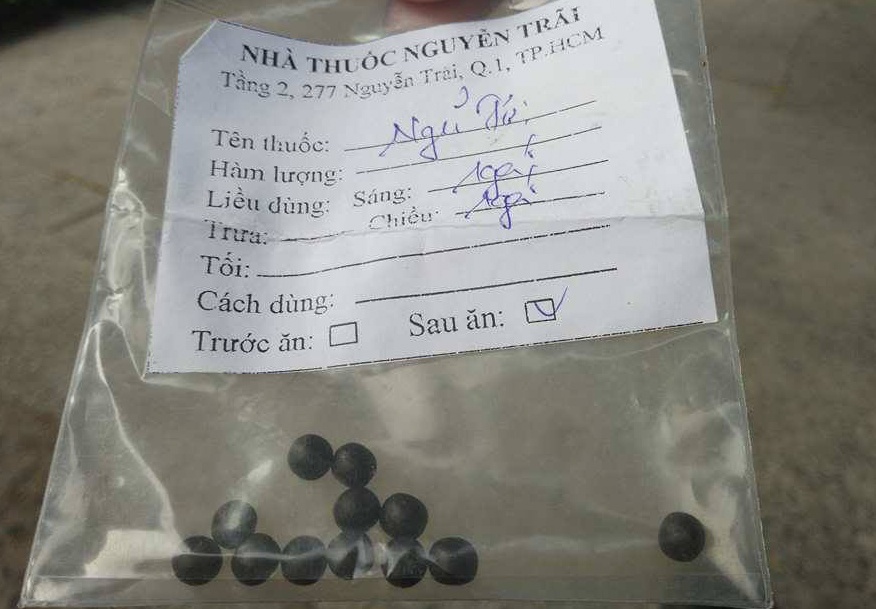 NHÀ THUỐC NGUYỄN TRÃI
Tầng 2, 277 Nguyễn Trãi, Q.1, TP.HCM
Tên thuốc: Ngủ
Hàm lượng:
Liều dùng: Sáng:
Trưa: Chiều:
Tối:
Cách dùng:
Trước ăn: Sau ăn: